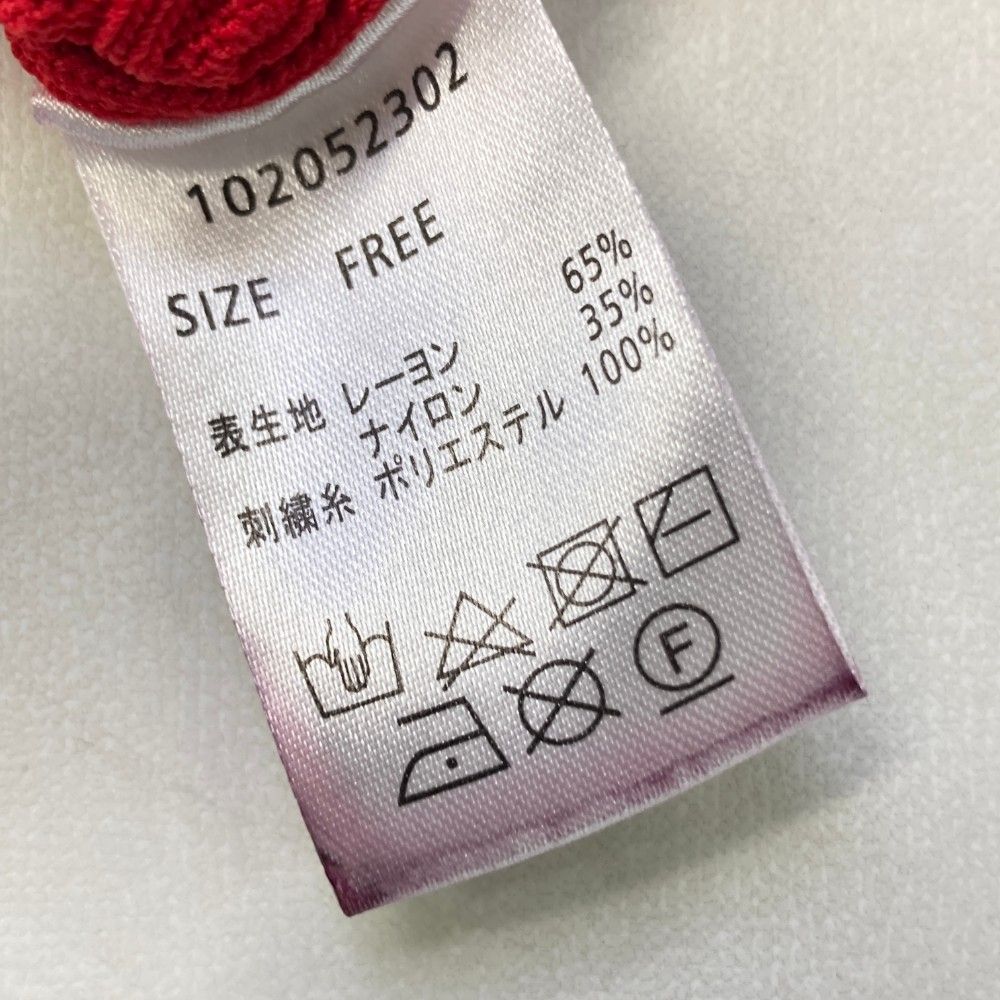 102052302
SIZE FREE
表生地 レーヨン 65%
ナイロン 35%
刺繍糸 ポリエステル 100%
F